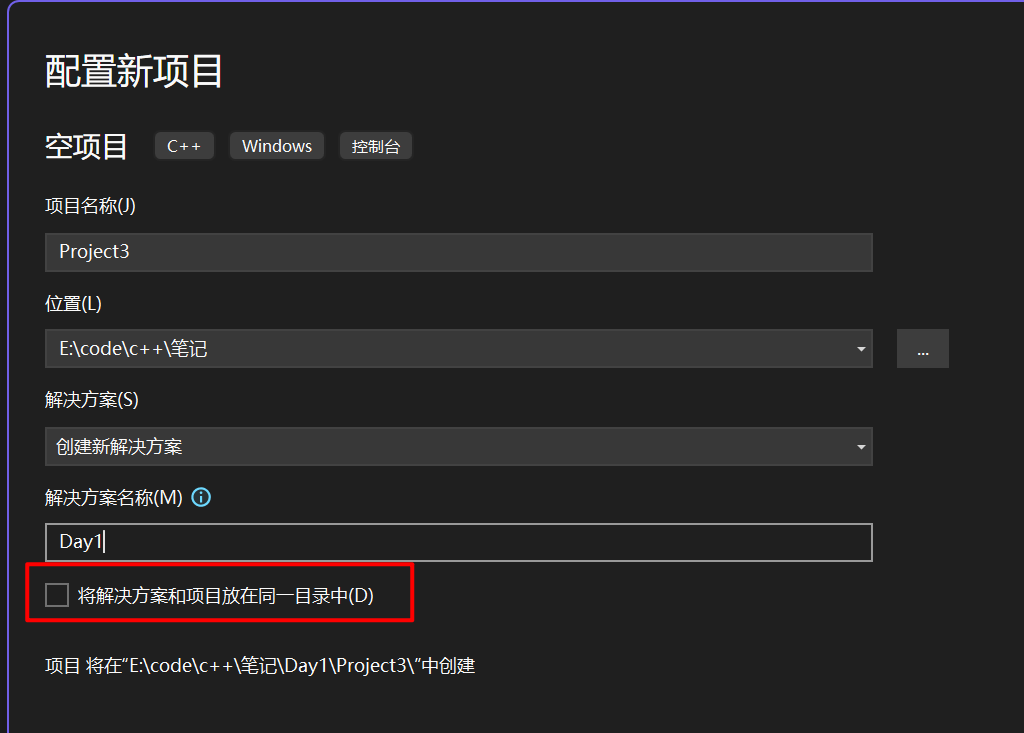 配置新项目
空项目 C++ Windows 控制台
项目名称(J)
Project3
位置(L)
E:\code\c++\笔记
...
解决方案(S)
创建新解决方案
解决方案名称(M)
Day1
将解决方案和项目放在同一目录中(D)
项目 将在“E:\code\c++\笔记\Day1\Project3\”中创建